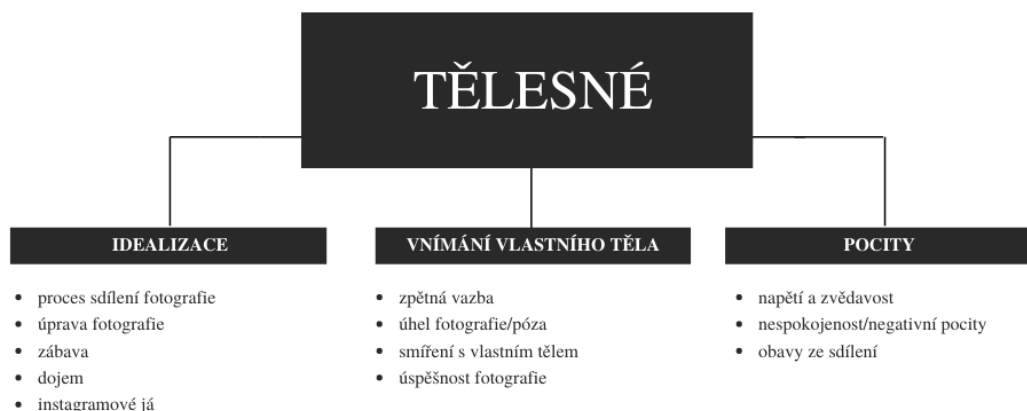 TĚLESNÉ
IDEALIZACE
• proces sdílení fotografie
• úprava fotografie
• zábava
• dojem
• instagramové já
VNÍMÁNÍ VLASTNÍHO TĚLA
• zpětná vazba
• úhel fotografie/póza
• smíření s vlastním tělem
• úspěšnost fotografie
POCITY
• napětí a zvědavost
• nespokojenost/negativní pocity
• obavy ze sdílení